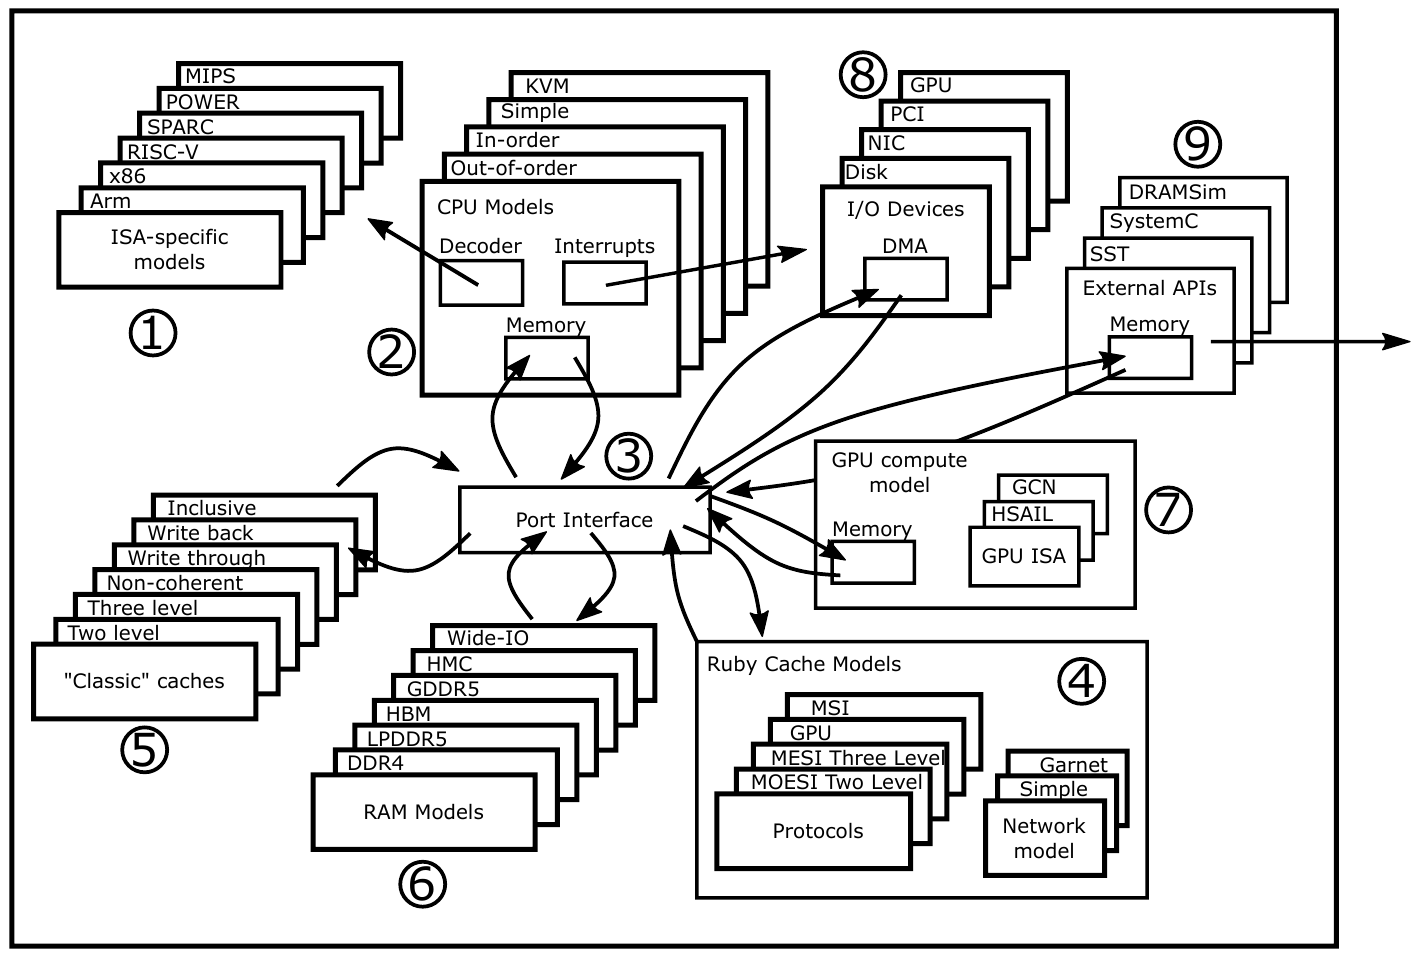 MIPS
POWER
SPARC
RISC-V
x86
Arm
ISA-specific
models
①
KVM
Simple
In-order
Out-of-order
CPU Models
Decoder
Interrupts
Memory
②
⑧
GPU
PCI
NIC
Disk
I/O Devices
DMA
⑨
DRAMSim
SystemC
SST
External APIs
Memory
③
Port Interface
GPU compute
model
Memory
GCN
HSAIL
GPU ISA
⑦
Inclusive
Write back
Write through
Non-coherent
Three level
Two level
"Classic" caches
⑤
Wide-IO
HMC
GDDR5
HBM
LPDDR5
DDR4
RAM Models
⑥
Ruby Cache Models
④
MSI
GPU
MESI Three Level
MOESI Two Level
Protocols
Garnet
Simple
Network
model